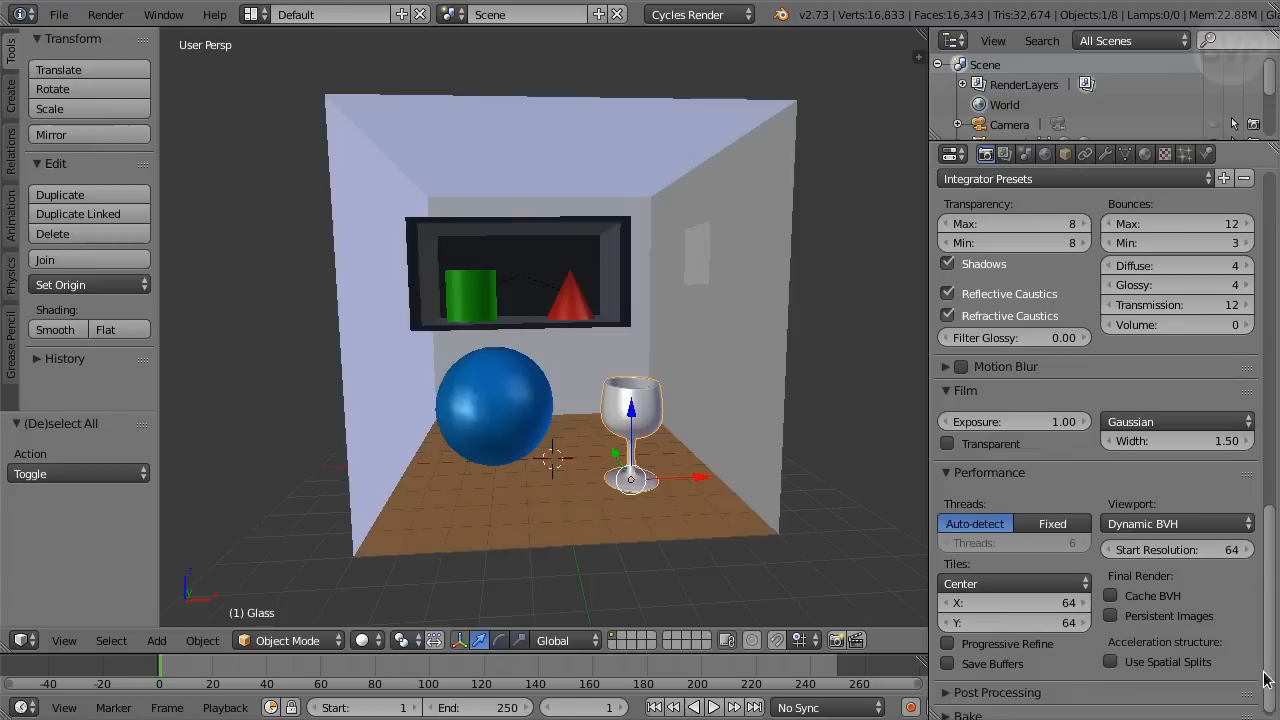 File Render Window Help Default Scene Cycles Render v2.73 | Verts:16,833 | Faces:16,343 | Tris:32,674 | Objects:1/8 | Lamps:0/0 | Mem:22.88M |
Tools
Create
Relations
Animation
Physics
Grease Pencil
Transform
Translate
Rotate
Scale
Mirror
Edit
Duplicate
Duplicate Linked
Delete
Join
Set Origin
Shading:
Smooth Flat
History
(De)select All
Action
Toggle
User Persp
(1) Glass
View Select Add Object Object Mode Global
-40 -20 0 20 40 60 80 100 120 140 160 180 200 220 240 260
View Marker Frame Playback Start: 1 End: 250 1 No Sync
View Search All Scenes
Scene
RenderLayers
World
Camera
Integrator Presets
Transparency: Bounces:
Max: 8 Max: 12
Min: 8 Min: 3
Shadows Diffuse: 4
Reflective Caustics Glossy: 4
Refractive Caustics Transmission: 12
Filter Glossy: 0.00 Volume: 0
Motion Blur
Film
Exposure: 1.00 Gaussian
Transparent Width: 1.50
Performance
Threads: Viewport:
Auto-detect Fixed Dynamic BVH
Threads: 6 Start Resolution: 64
Tiles: Final Render:
Center Cache BVH
X: 64 Persistent Images
Y: 64
Progressive Refine Acceleration structure:
Save Buffers Use Spatial Splits
Post Processing
Bake